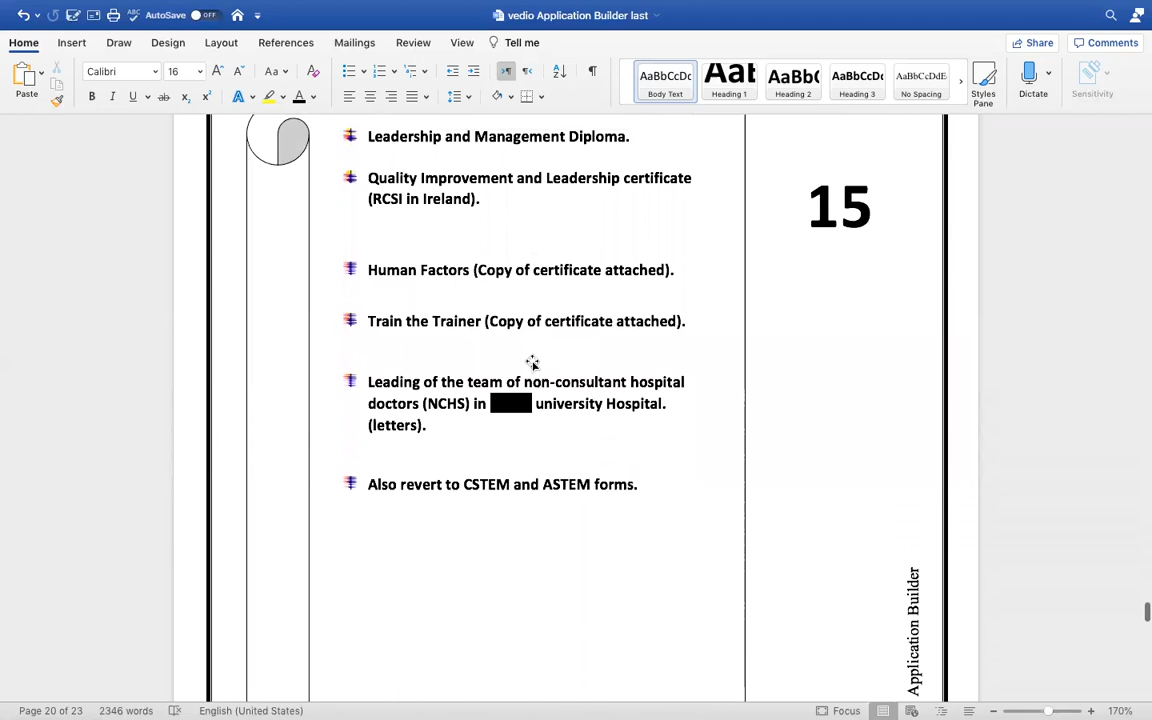 AutoSave OFF
vedio Application Builder last
Home Insert Draw Design Layout References Mailings Review View Tell me
Share Comments
Paste
Calibri 16
Aa
AaBbCcDc AaBb AaBb( AaBbCcDc AaBbCcDdE
Body Text Heading 1 Heading 2 Heading 3 No Spacing
Styles Pane
Dictate
Sensitivity
Leadership and Management Diploma.
Quality Improvement and Leadership certificate
(RCSI in Ireland).
15
Human Factors (Copy of certificate attached).
Train the Trainer (Copy of certificate attached).
Leading of the team of non-consultant hospital
doctors (NCHS) in university Hospital.
(letters).
Also revert to CSTEM and ASTEM forms.
Application Builder
Page 20 of 23 2346 words English (United States) Focus 170%